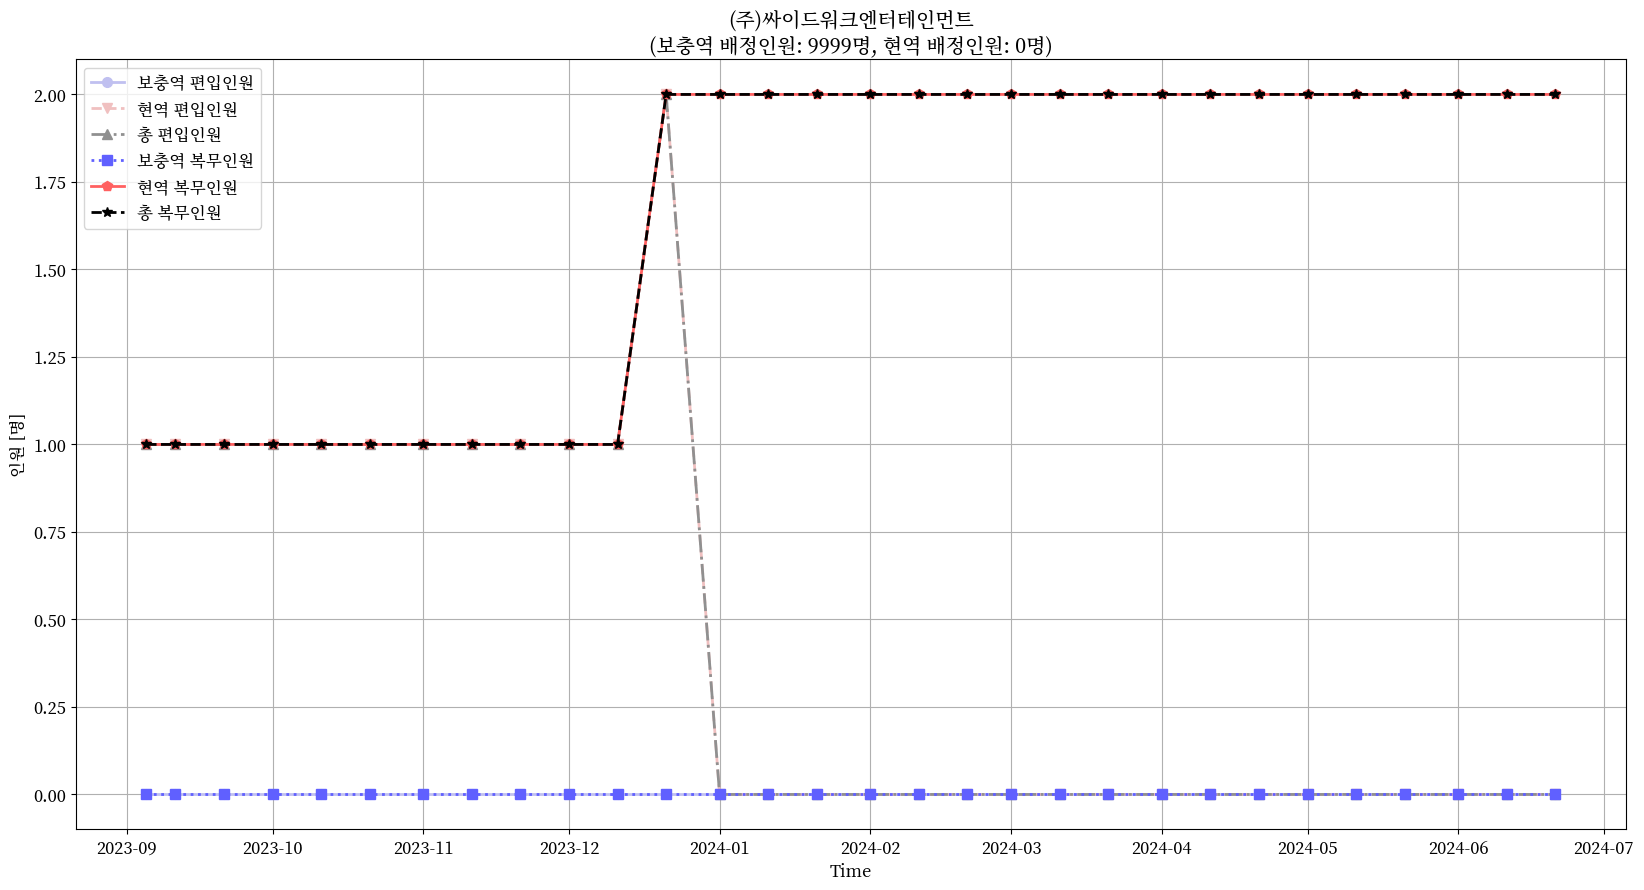 (주)싸이드워크엔터테인먼트
(보충역 배정인원: 9999명, 현역 배정인원: 0명)
보충역 편입인원
현역 편입인원
총 편입인원
보충역 복무인원
현역 복무인원
총 복무인원
인원 [명]
2.00
1.75
1.50
1.25
1.00
0.75
0.50
0.25
0.00
2023-09 2023-10 2023-11 2023-12 2024-01 2024-02 2024-03 2024-04 2024-05 2024-06 2024-07
Time